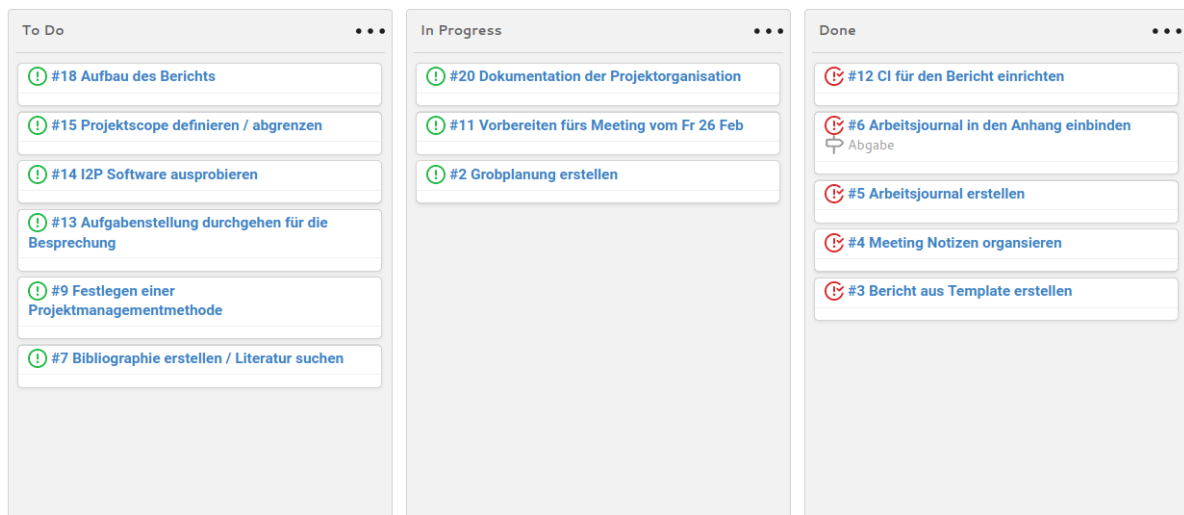 To Do
#18 Aufbau des Berichts
#15 Projektscope definieren / abgrenzen
#14 I2P Software ausprobieren
#13 Aufgabenstellung durchgehen für die
Besprechung
#9 Festlegen einer
Projektmanagementmethode
#7 Bibliographie erstellen / Literatur suchen
In Progress
#20 Dokumentation der Projektorganisation
#11 Vorbereiten fürs Meeting vom Fr 26 Feb
#2 Grobplanung erstellen
Done
#12 CI für den Bericht einrichten
#6 Arbeitsjournal in den Anhang einbinden
Abgabe
#5 Arbeitsjournal erstellen
#4 Meeting Notizen organsieren
#3 Bericht aus Template erstellen